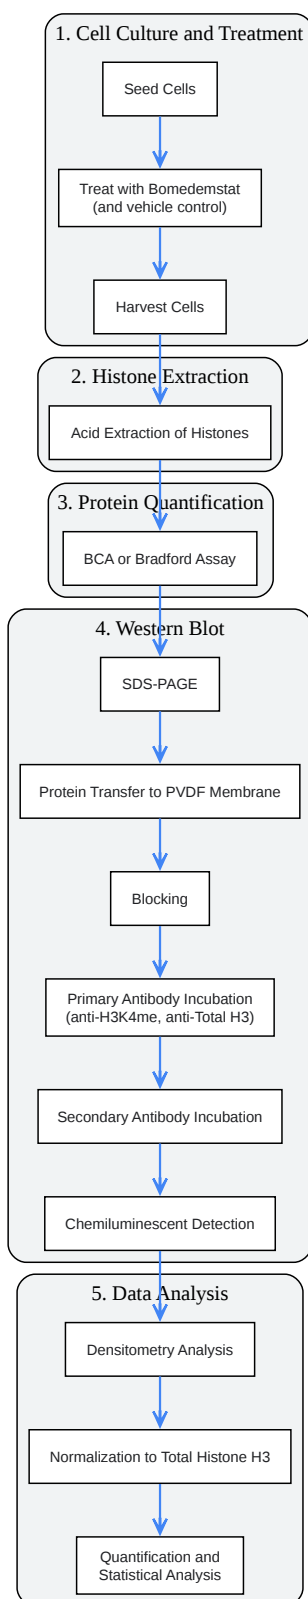 1. Cell Culture and Treatment
Seed Cells
Treat with Bomedemstat
(and vehicle control)
Harvest Cells
2. Histone Extraction
Acid Extraction of Histones
3. Protein Quantification
BCA or Bradford Assay
4. Western Blot
SDS-PAGE
Protein Transfer to PVDF Membrane
Blocking
Primary Antibody Incubation
(anti-H3K4me, anti-Total H3)
Secondary Antibody Incubation
Chemiluminescent Detection
5. Data Analysis
Densitometry Analysis
Normalization to Total Histone H3
Quantification and
Statistical Analysis